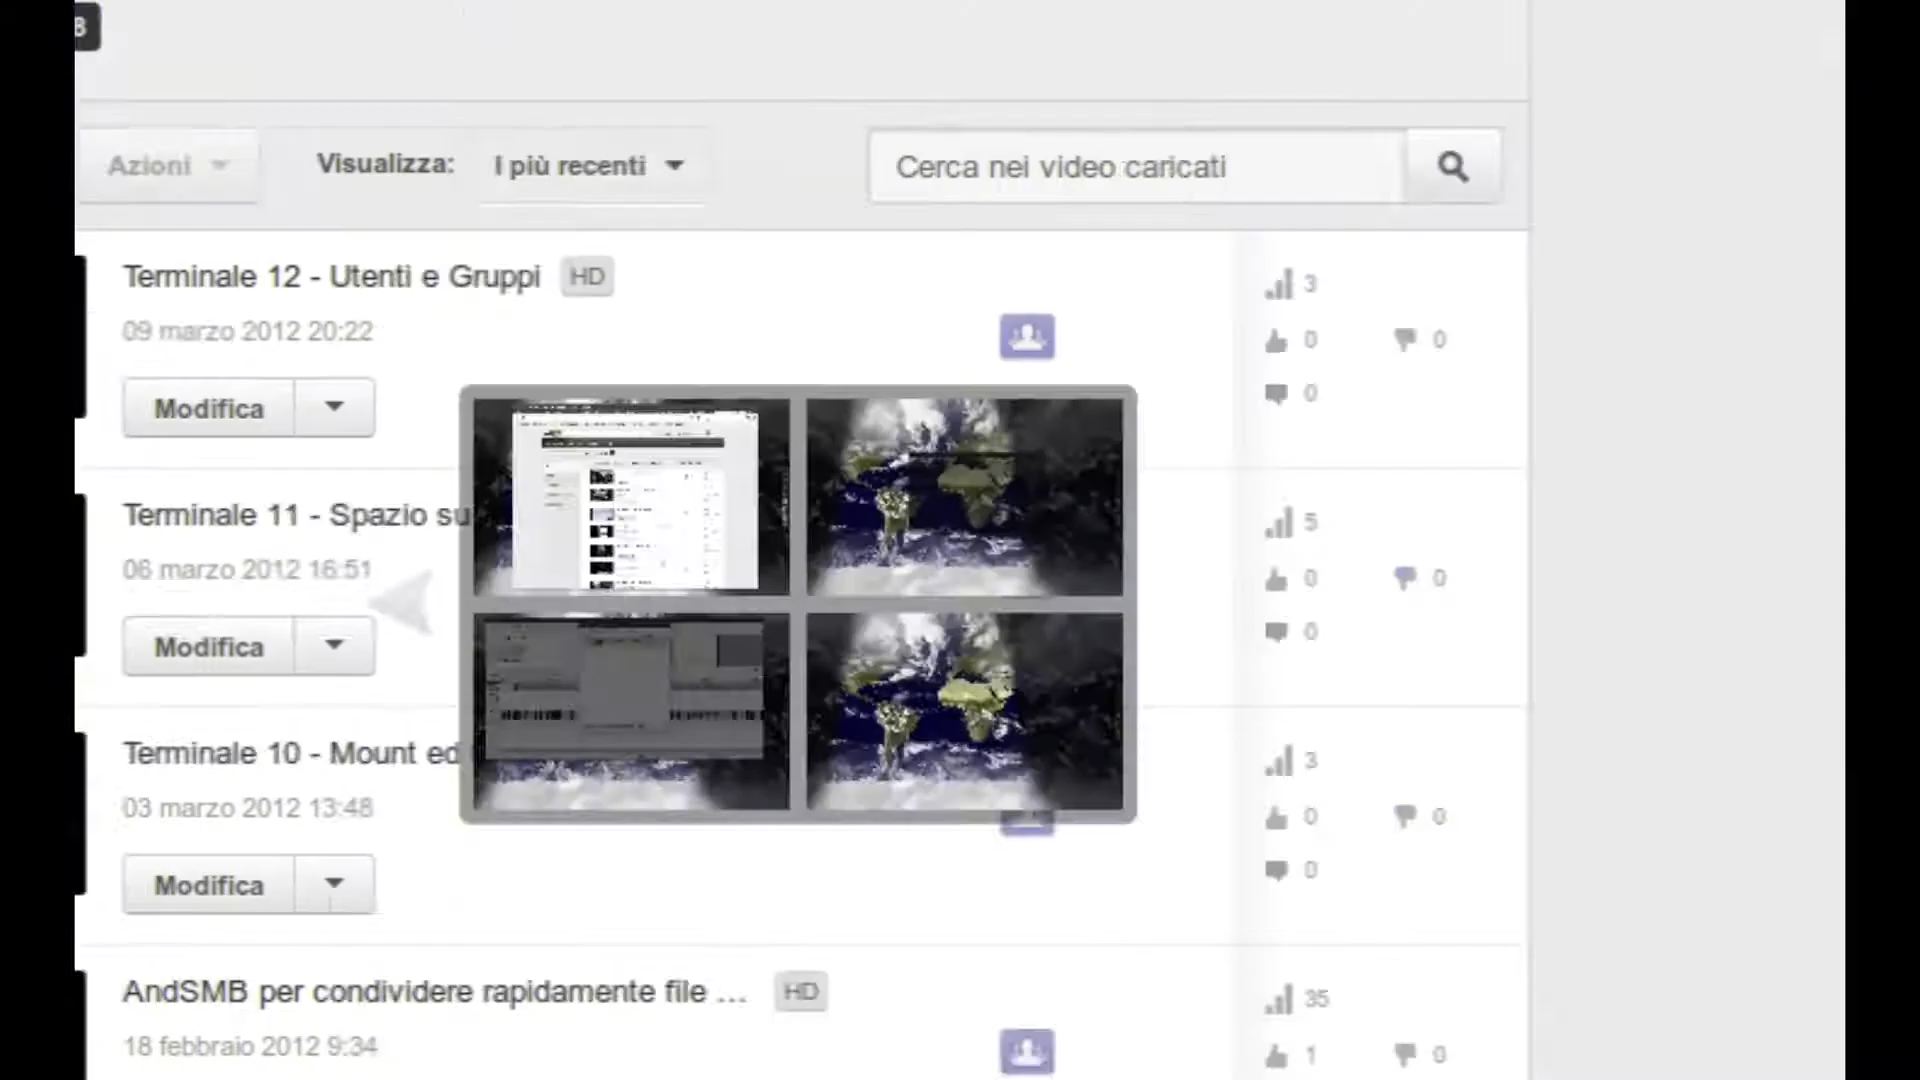 Azioni
Visualizza: I più recenti
Cerca nei video caricati
Terminale 12 - Utenti e Gruppi HD
3
09 marzo 2012 20:22
0 0
Modifica
0
Terminale 11 - Spazio su
5
06 marzo 2012 16:51
0 0
Modifica
0
Terminale 10 - Mount ed
3
03 marzo 2012 13:48
0 0
Modifica
0
AndSMB per condividere rapidamente file ... HD
35
18 febbraio 2012 9:34
1 0